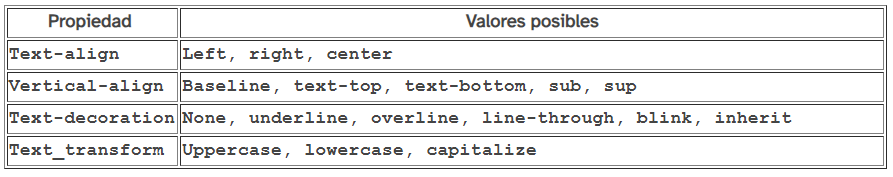 Propiedad Valores posibles
Text-align Left, right, center
Vertical-align Baseline, text-top, text-bottom, sub, sup
Text-decoration None, underline, overline, line-through, blink, inherit
Text_transform Uppercase, lowercase, capitalize